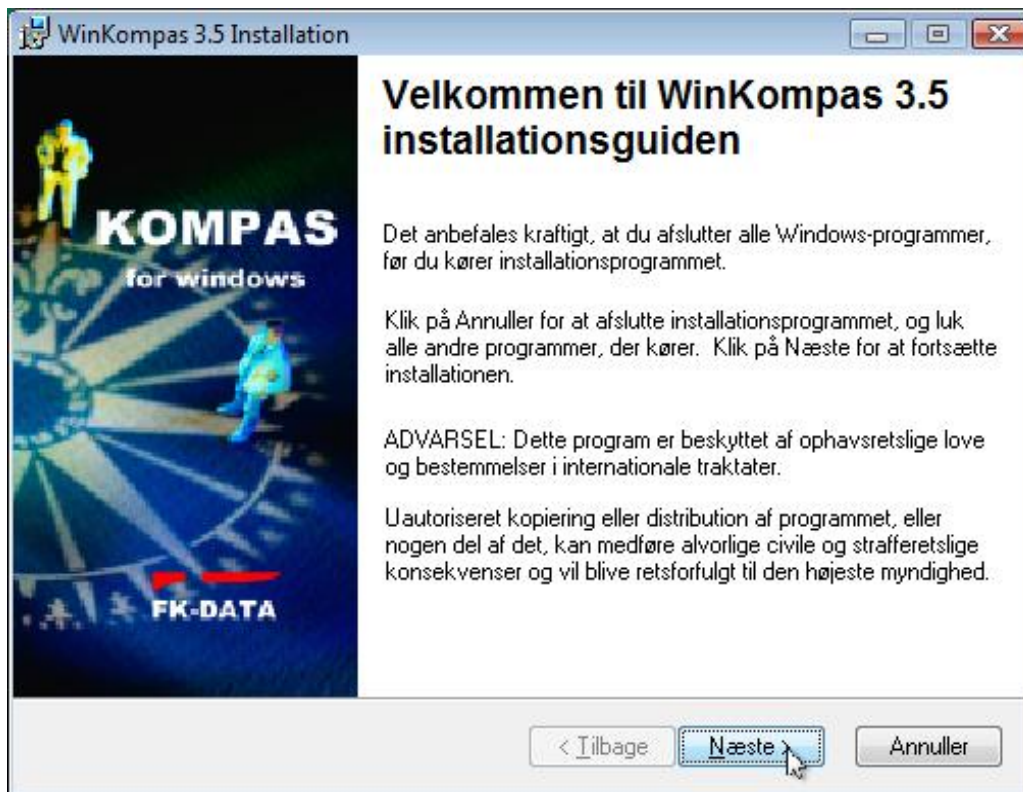 WinKompas 3.5 Installation
KOMPAS
for windows
FK-DATA
Velkommen til WinKompas 3.5
installationsguiden
Det anbefales kraftigt, at du afslutter alle Windows-programmer,
før du kører installationsprogrammet.
Klik på Annuller for at afslutte installationsprogrammet, og luk
alle andre programmer, der kører.  Klik på Næste for at fortsætte
installationen.
ADVARSEL: Dette program er beskyttet af ophavsretslige love
og bestemmelser i internationale traktater.
Uautoriseret kopiering eller distribution af programmet, eller
nogen del af det, kan medføre alvorlige civile og strafferetslige
konsekvenser og vil blive retsforfulgt til den højeste myndighed.
< Tilbage
Næste >
Annuller